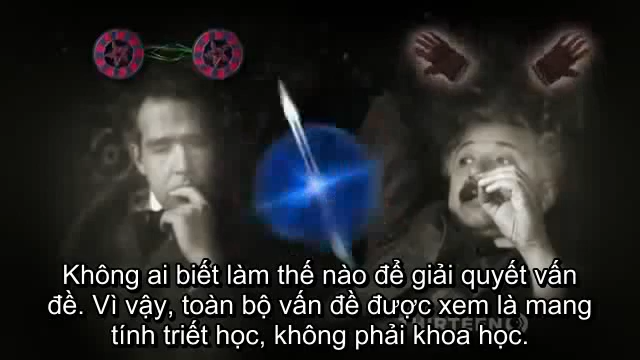 Không ai biết làm thế nào để giải quyết vấn
đề. Vì vậy, toàn bộ vấn đề được xem là mang
tính triết học, không phải khoa học.